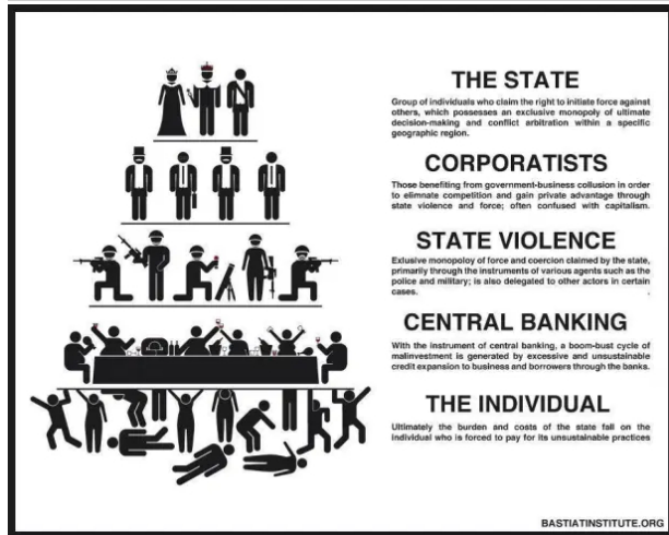 THE STATE
Group of individuals who claim the right to initiate force against
others, which possesses an exclusive monopoly of ultimate
decision-making and conflict arbitration within a specific
geographic region.
CORPORATISTS
Those benefiting from government-business collusion in order
to elimnate competition and gain private advantage through
state violence and force; often confused with capitalism.
STATE VIOLENCE
Exlusive monopoloy of force and coercion claimed by the state,
primarily through the instruments of various agents such as the
police and military; is also delegated to other actors in certain
cases.
CENTRAL BANKING
With the instrument of central banking, a boom-bust cycle of
malinvestment is generated by excessive and unsustainable
credit expansion to business and borrowers through the banks.
THE INDIVIDUAL
Ultimately the burden and costs of the state fall on the
individual who is forced to pay for its unsustainable practices
BASTIATINSTITUTE.ORG